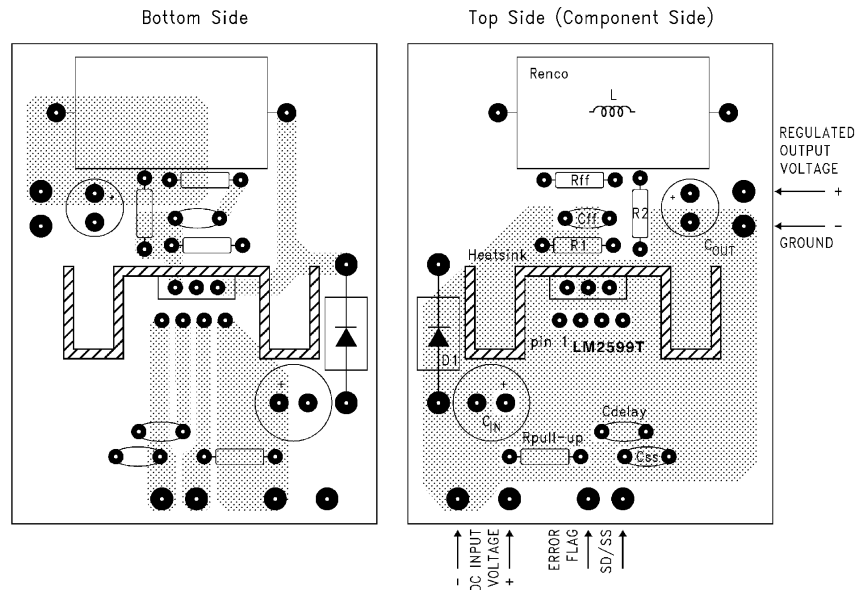 Bottom Side
Top Side (Component Side)
Renco
L
REGULATED
OUTPUT
VOLTAGE
+
-
GROUND
Rff
+
Cff
R2
R1
COUT
Heatsink
D1
pin 1 LM2599T
+
CIN
Cdelay
Rpull-up
Css
+
+
- DC INPUT
VOLTAGE +
ERROR
FLAG
SD/SS